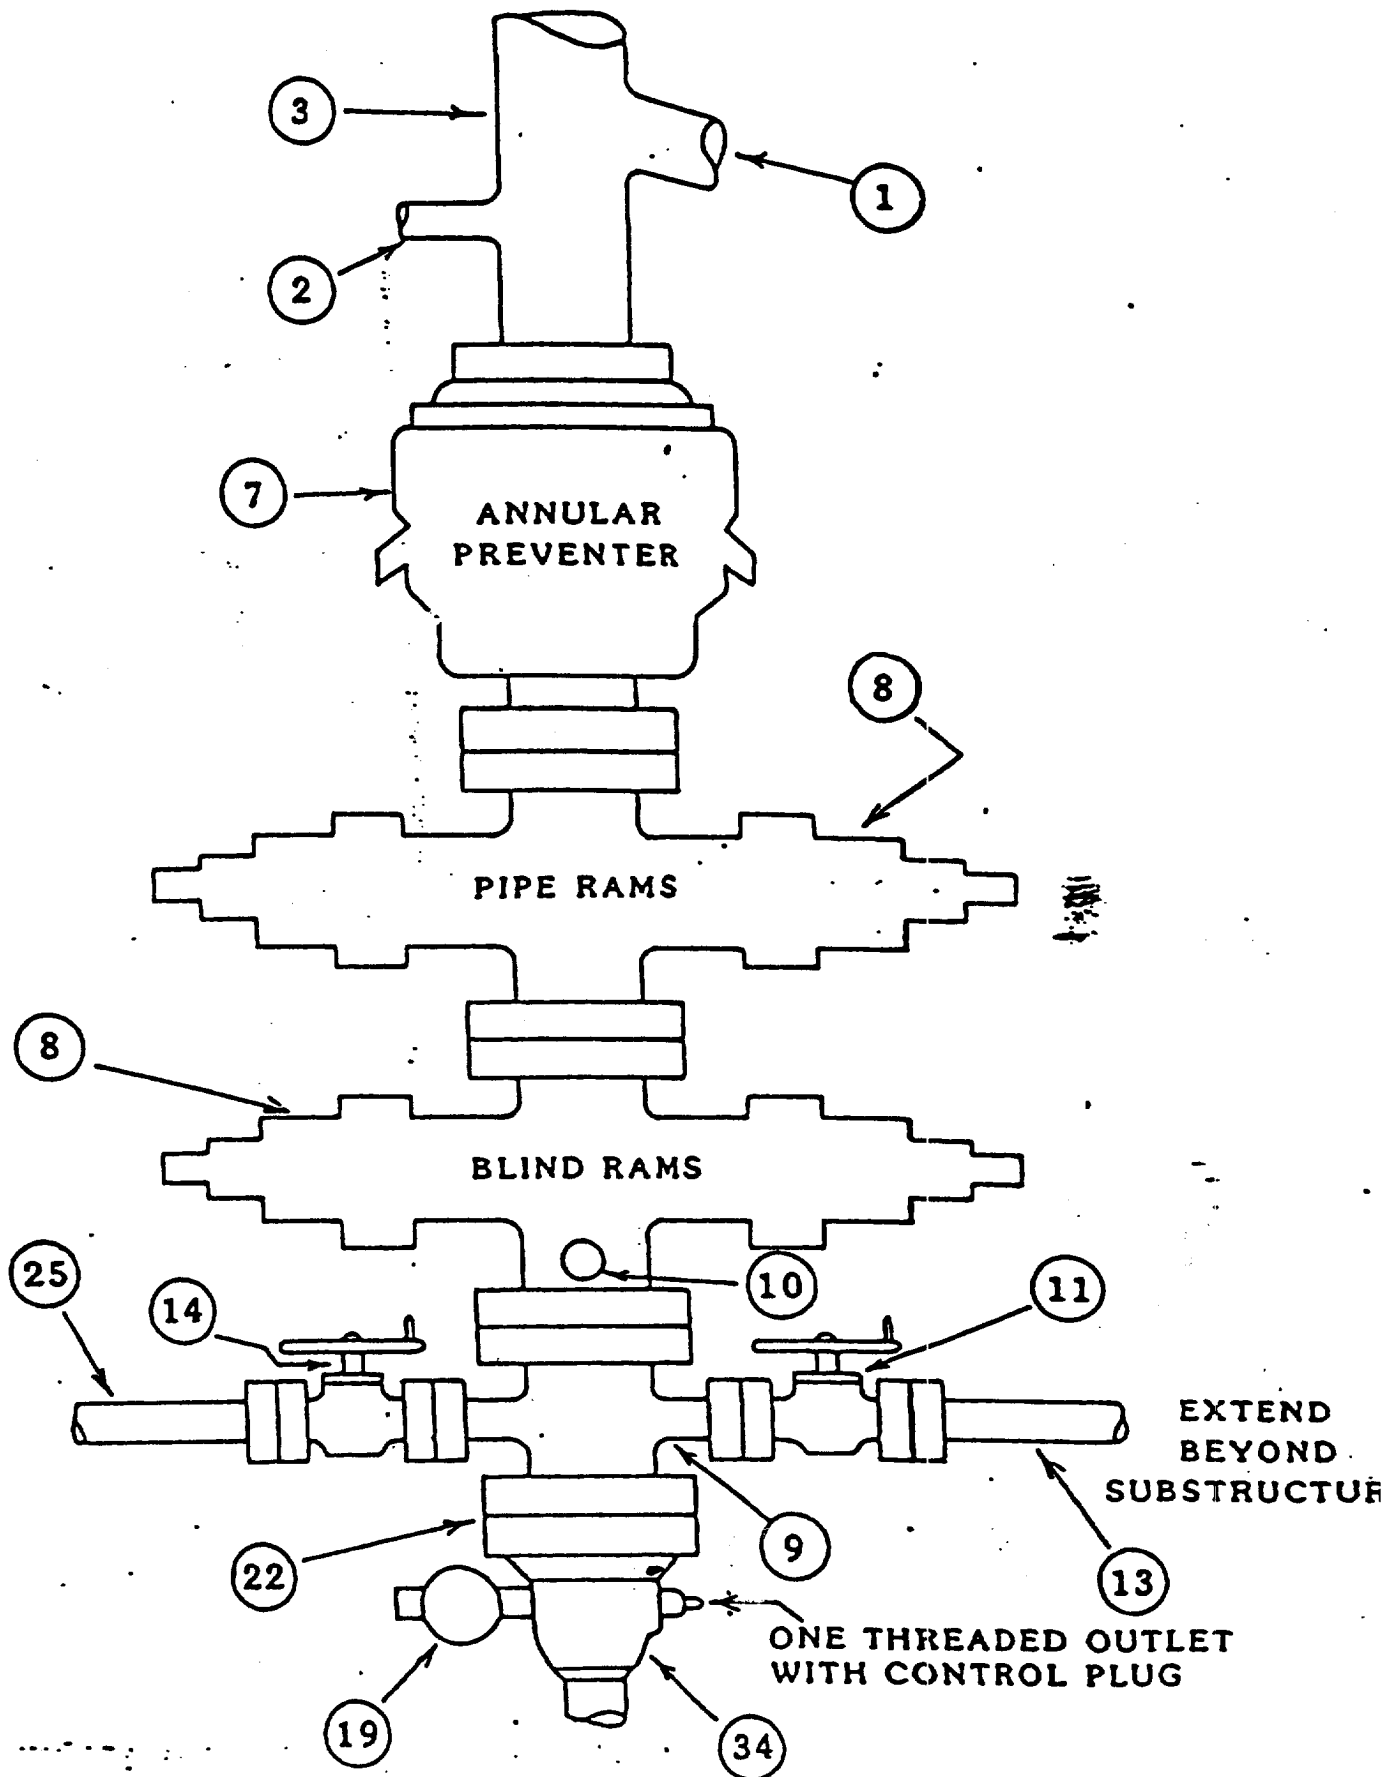 3
1
2
7
ANNULAR
PREVENTER
8
PIPE RAMS
8
BLIND RAMS
25
14
10
11
EXTEND
BEYOND
SUBSTRUCTUR
22
9
13
ONE THREADED OUTLET
WITH CONTROL PLUG
19
34